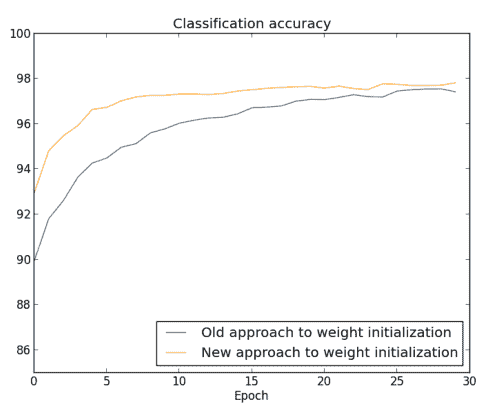 Classification accuracy
100
98
96
94
92
90
88
86
0 5 10 15 20 25 30
Epoch
Old approach to weight initialization
New approach to weight initialization